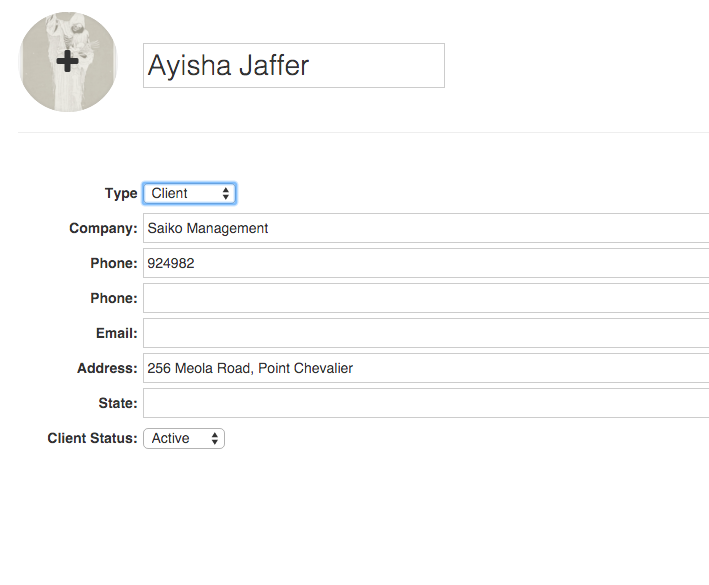 Ayisha Jaffer
Type Client
Company: Saiko Management
Phone: 924982
Phone:
Email:
Address: 256 Meola Road, Point Chevalier
State:
Client Status: Active